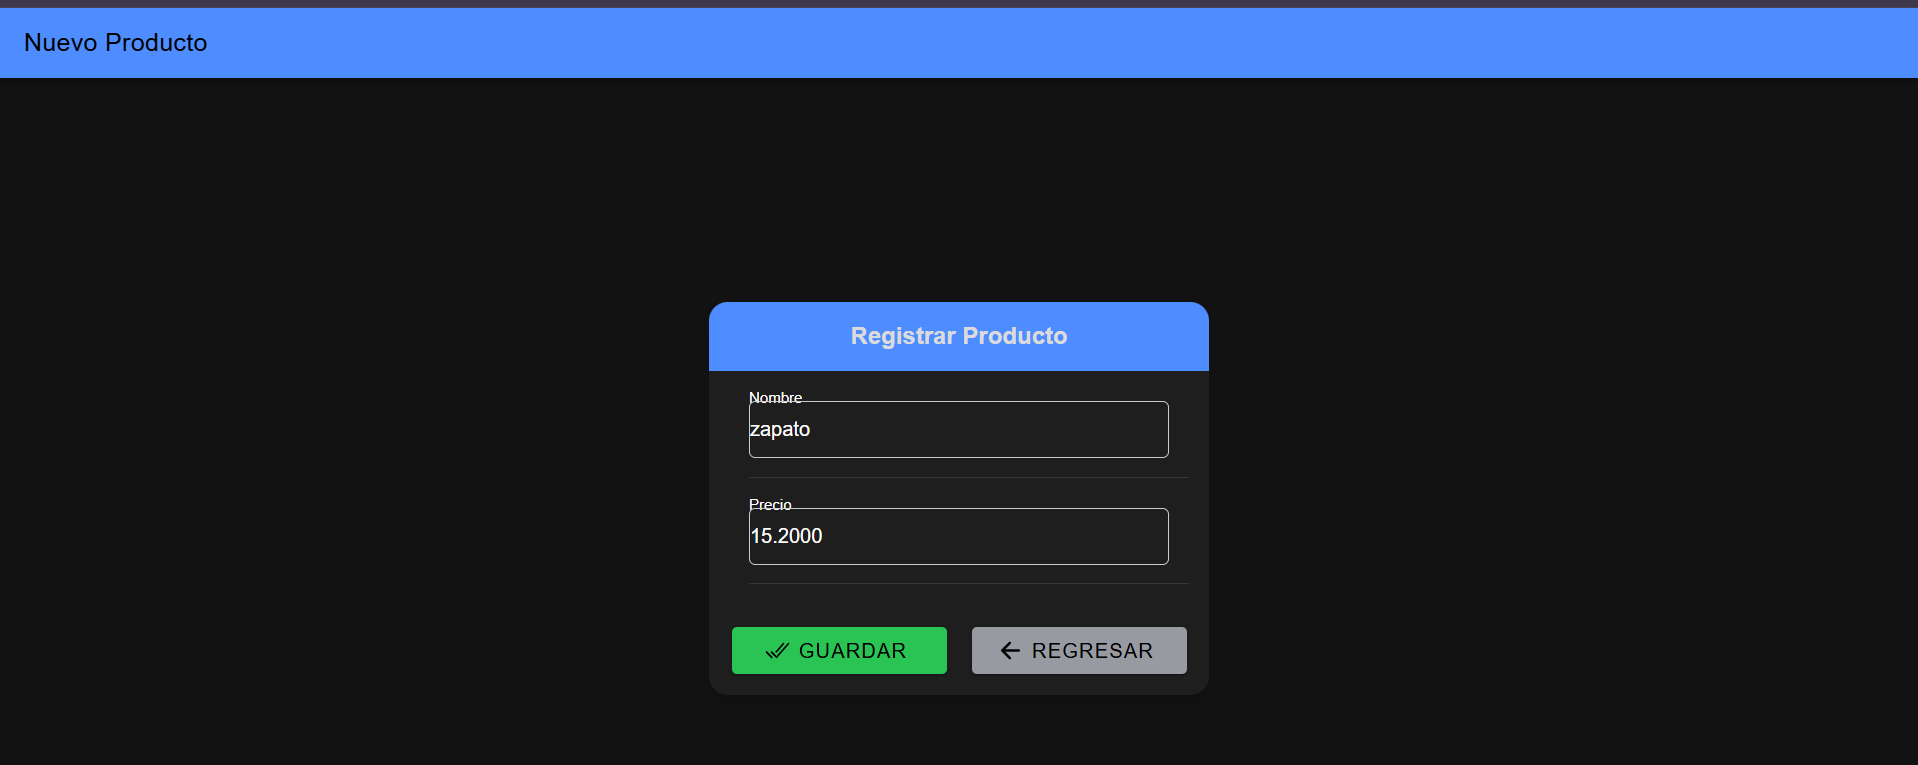 Nuevo Producto
Registrar Producto
Nombre
zapato
Precio
15.2000
GUARDAR
REGRESAR